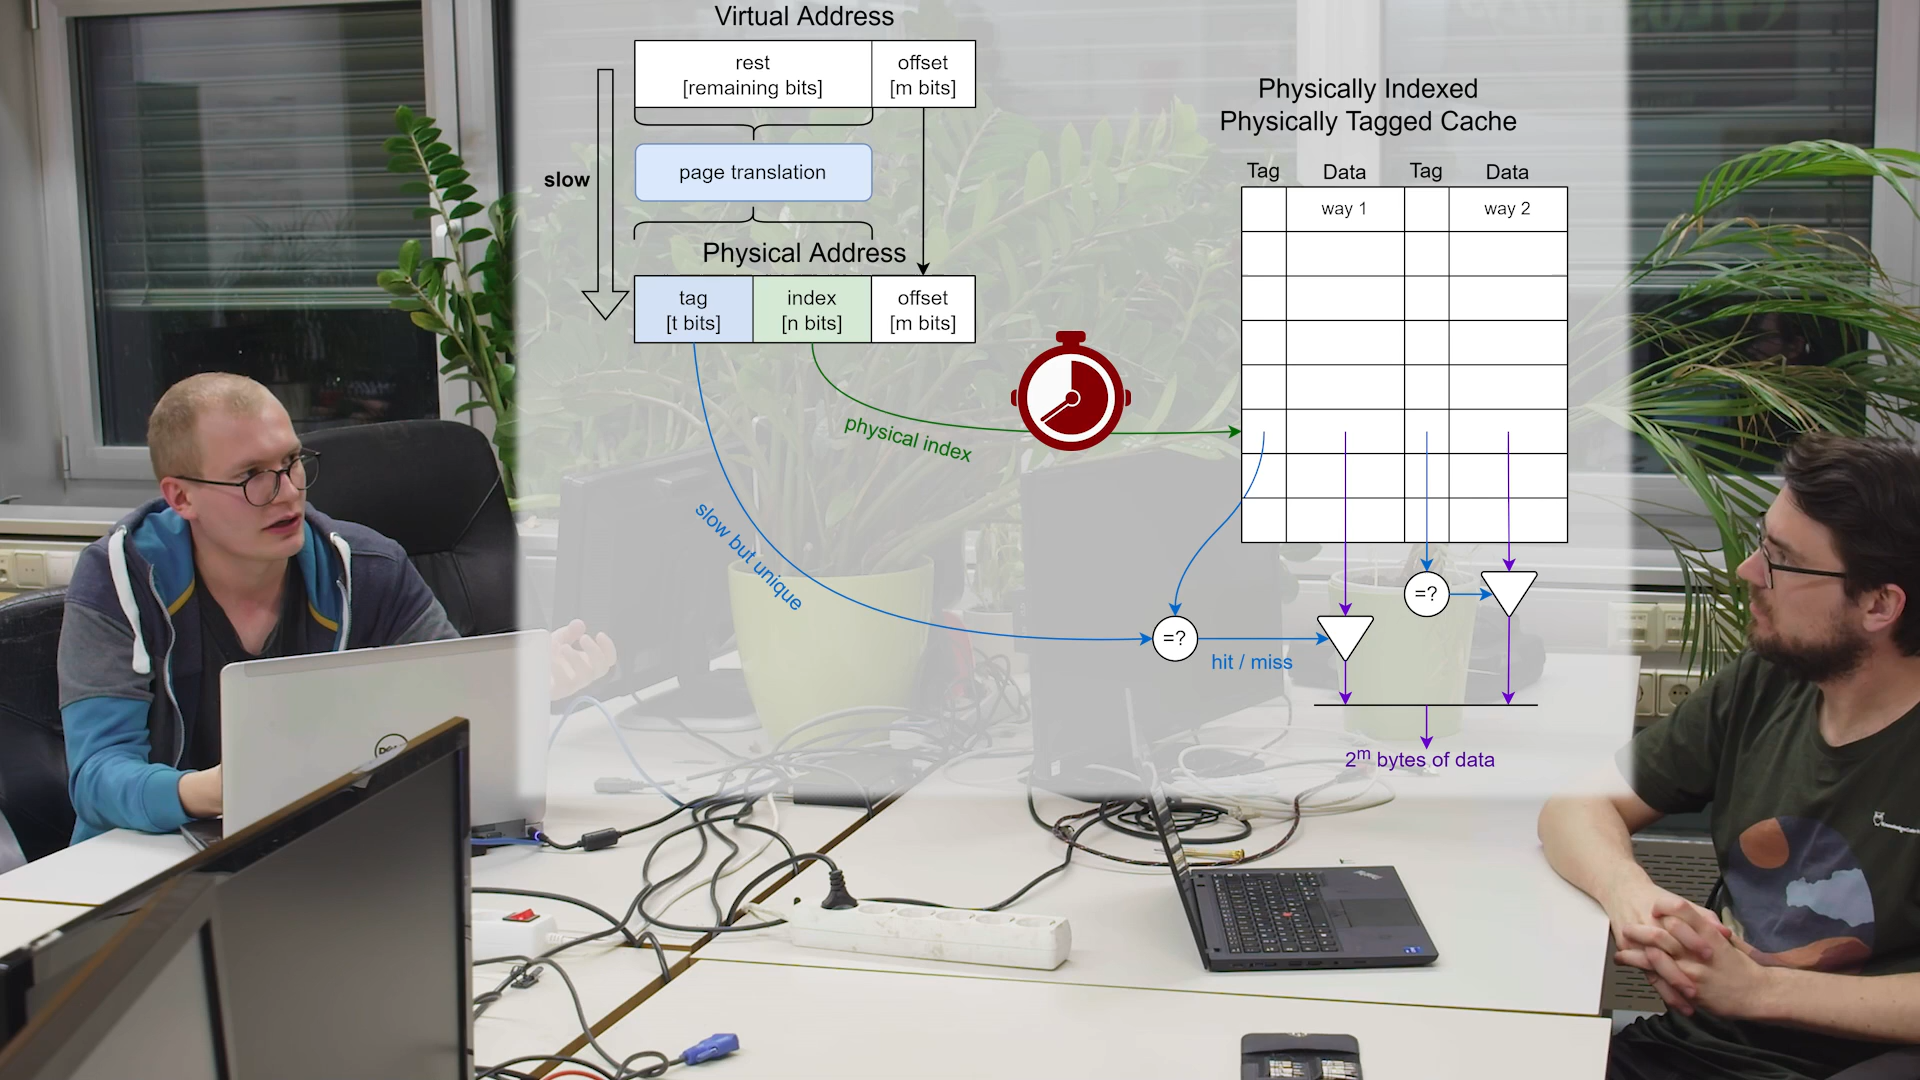 Virtual Address
rest
[remaining bits]
offset
[m bits]
slow
page translation
Physical Address
tag
[t bits]
index
[n bits]
offset
[m bits]
physical index
slow but unique
Physically Indexed
Physically Tagged Cache
Tag
Data
Tag
Data
way 1
way 2
=?
=?
hit / miss
2^m bytes of data